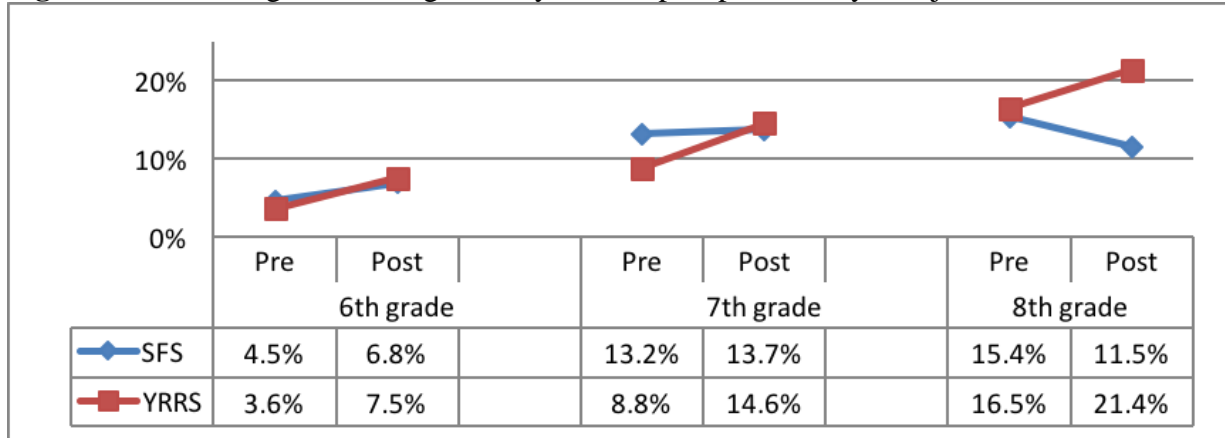 20%
10%
0%
Pre Post Pre Post Pre Post
6th grade 7th grade 8th grade
SFS 4.5% 6.8% 13.2% 13.7% 15.4% 11.5%
YRRS 3.6% 7.5% 8.8% 14.6% 16.5% 21.4%